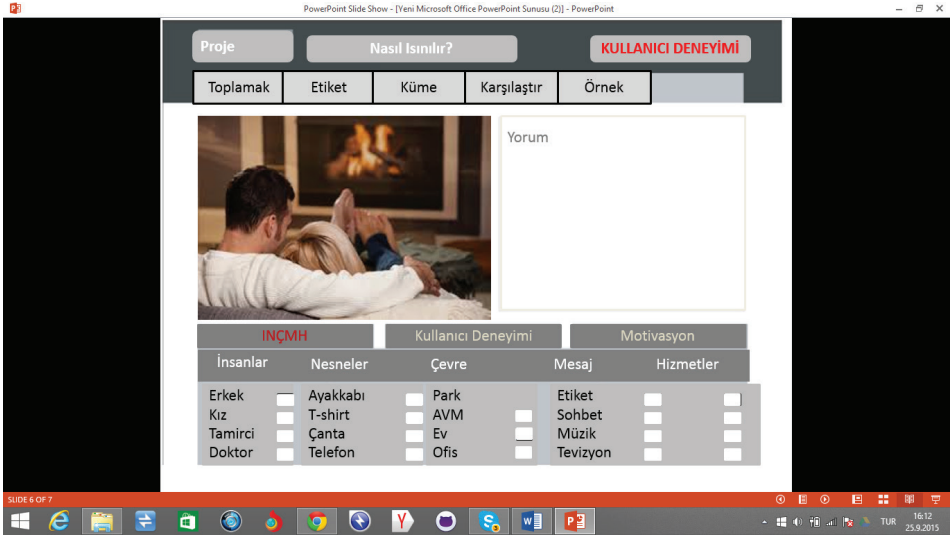 PowerPoint Slide Show - [Yeni Microsoft Office PowerPoint Sunusu (2)] - PowerPoint
Proje
Nasıl Isınılır?
KULLANICI DENEYİMİ
Toplamak Etiket Küme Karşılaştır Örnek
Yorum
INÇMH Kullanıcı Deneyimi Motivasyon
İnsanlar Nesneler Çevre Mesaj Hizmetler
Erkek Ayakkabı Park Etiket
Kız T-shirt AVM Sohbet
Tamirci Çanta Ev Müzik
Doktor Telefon Ofis Tevizyon
SLIDE 6 OF 7
TUR
16:12
25.9.2015